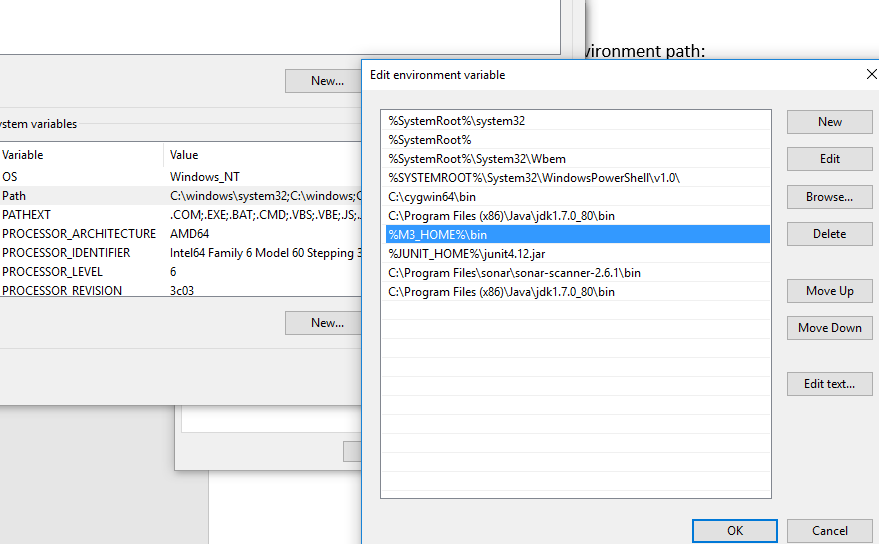 vironment path:
Edit environment variable
New...
ystem variables
Variable Value
OS Windows_NT
Path C:\windows\system32;C:\windows;C
PATHEXT .COM;.EXE;.BAT;.CMD;.VBS;.VBE;.JS;.
PROCESSOR_ARCHITECTURE AMD64
PROCESSOR_IDENTIFIER Intel64 Family 6 Model 60 Stepping 3
PROCESSOR_LEVEL 6
PROCESSOR_REVISION 3c03
New...
%SystemRoot%\system32
%SystemRoot%
%SystemRoot%\System32\Wbem
%SYSTEMROOT%\System32\WindowsPowerShell\v1.0\
C:\cygwin64\bin
C:\Program Files (x86)\Java\jdk1.7.0_80\bin
%M3_HOME%\bin
%JUNIT_HOME%\junit4.12.jar
C:\Program Files\sonar\sonar-scanner-2.6.1\bin
C:\Program Files (x86)\Java\jdk1.7.0_80\bin
New
Edit
Browse...
Delete
Move Up
Move Down
Edit text...
OK
Cancel